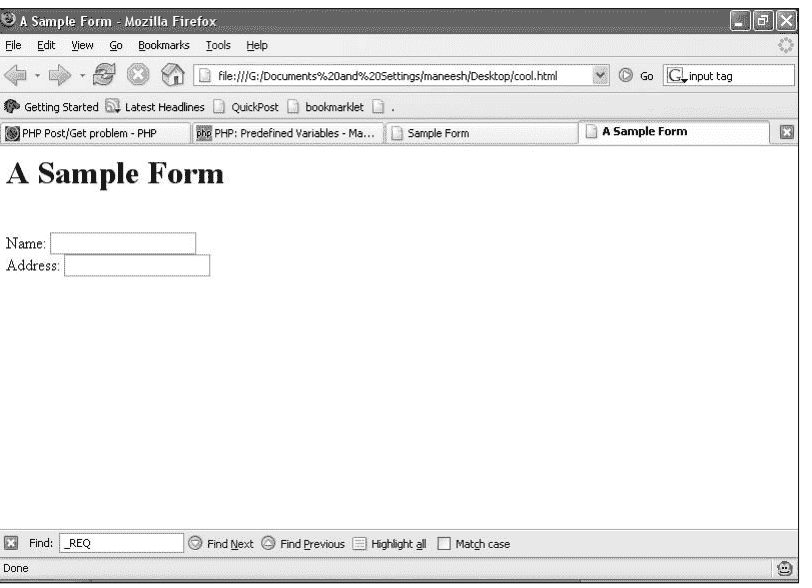 A Sample Form - Mozilla Firefox
File Edit View Go Bookmarks Tools Help
file:///G:/Documents%20and%20Settings/maneesh/Desktop/cool.html Go G input tag
Getting Started Latest Headlines QuickPost bookmarklet .
PHP Post/Get problem - PHP php PHP: Predefined Variables - Ma... Sample Form A Sample Form
A Sample Form
Name:
Address:
Find: _REQ Find Next Find Previous Highlight all Match case
Done